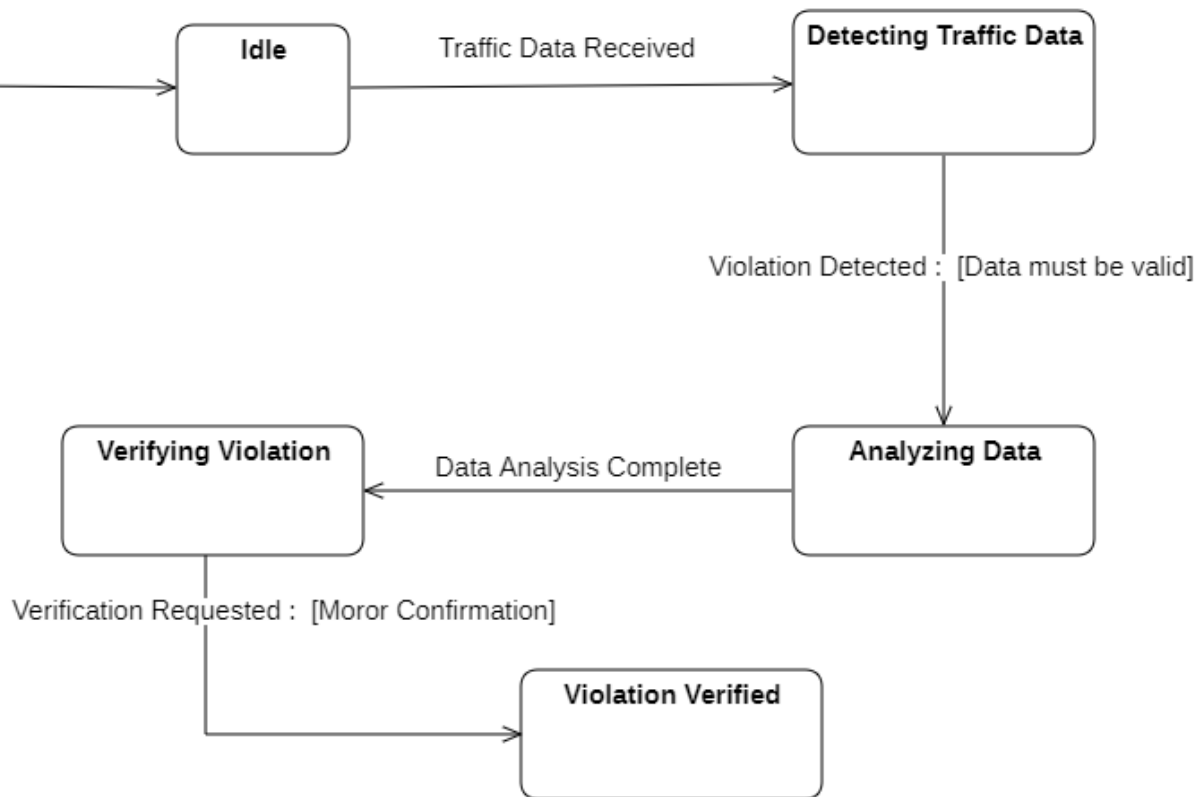 Idle
Traffic Data Received
Detecting Traffic Data
Violation Detected :  [Data must be valid]
Verifying Violation
Data Analysis Complete
Analyzing Data
Verification Requested :  [Moror Confirmation]
Violation Verified